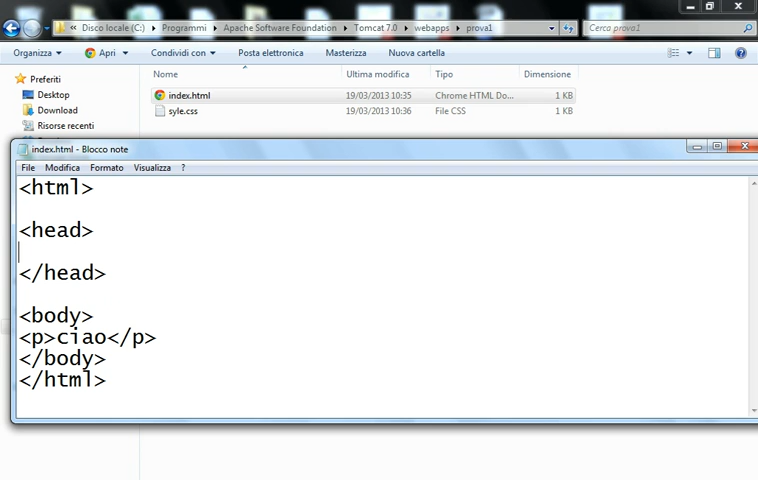 « Disco locale (C:) ▸ Programmi ▸ Apache Software Foundation ▸ Tomcat 7.0 ▸ webapps ▸ prova1
Cerca prova1
Organizza Apri Condividi con Posta elettronica Masterizza Nuova cartella
Preferiti
Desktop
Download
Risorse recenti
Nome Ultima modifica Tipo Dimensione
index.html 19/03/2013 10:35 Chrome HTML Do... 1 KB
syle.css 19/03/2013 10:36 File CSS 1 KB
index.html - Blocco note
File Modifica Formato Visualizza ?
<html>
<head>
</head>
<body>
<p>ciao</p>
</body>
</html>